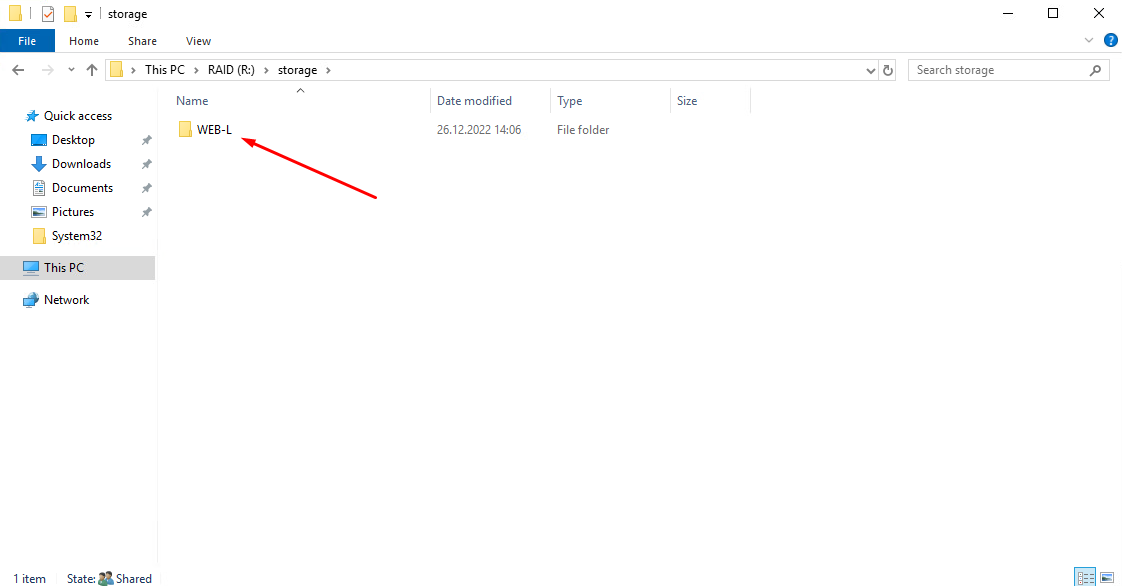 storage
File Home Share View
This PC RAID (R:) storage
Search storage
Name Date modified Type Size
WEB-L 26.12.2022 14:06 File folder
Quick access
Desktop
Downloads
Documents
Pictures
System32
This PC
Network
1 item State: Shared